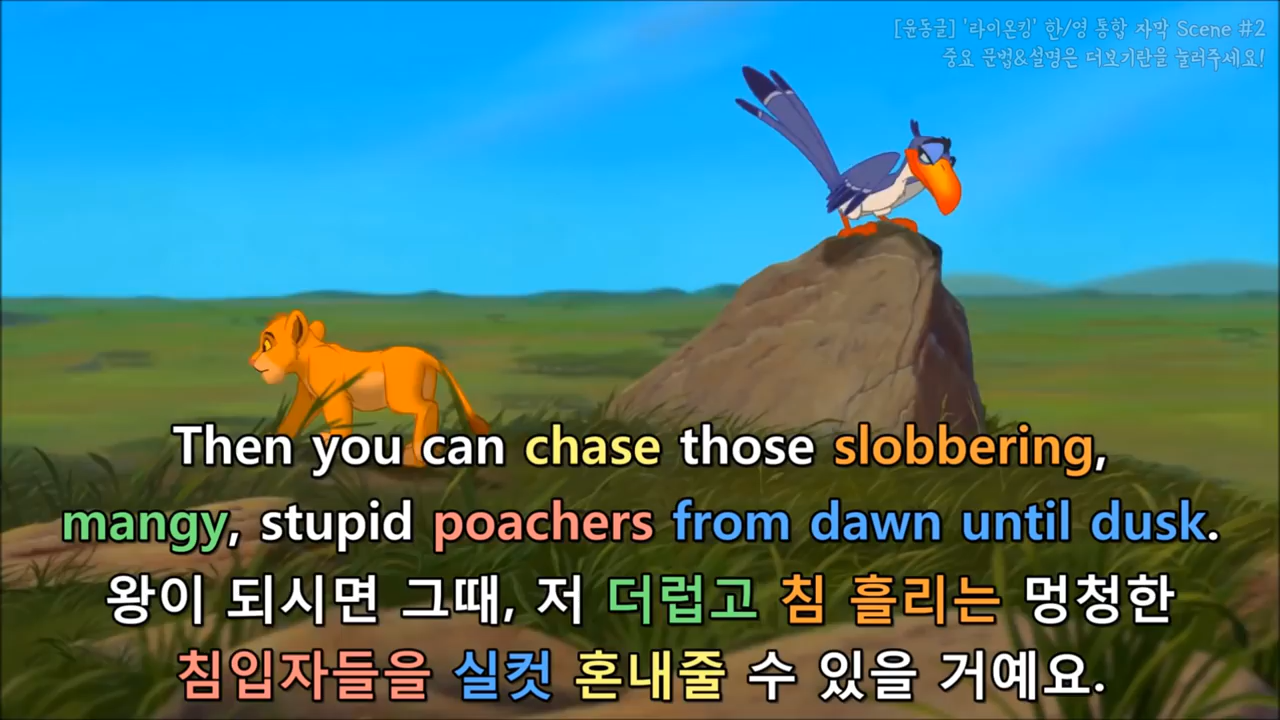 [윤동글] '라이온킹' 한/영 통합 자막 Scene #2
중요 문법&설명은 더보기란을 눌러주세요!
Then you can chase those slobbering,
mangy, stupid poachers from dawn until dusk.
왕이 되시면 그때, 저 더럽고 침 흘리는 멍청한
침입자들을 실컷 혼내줄 수 있을 거예요.